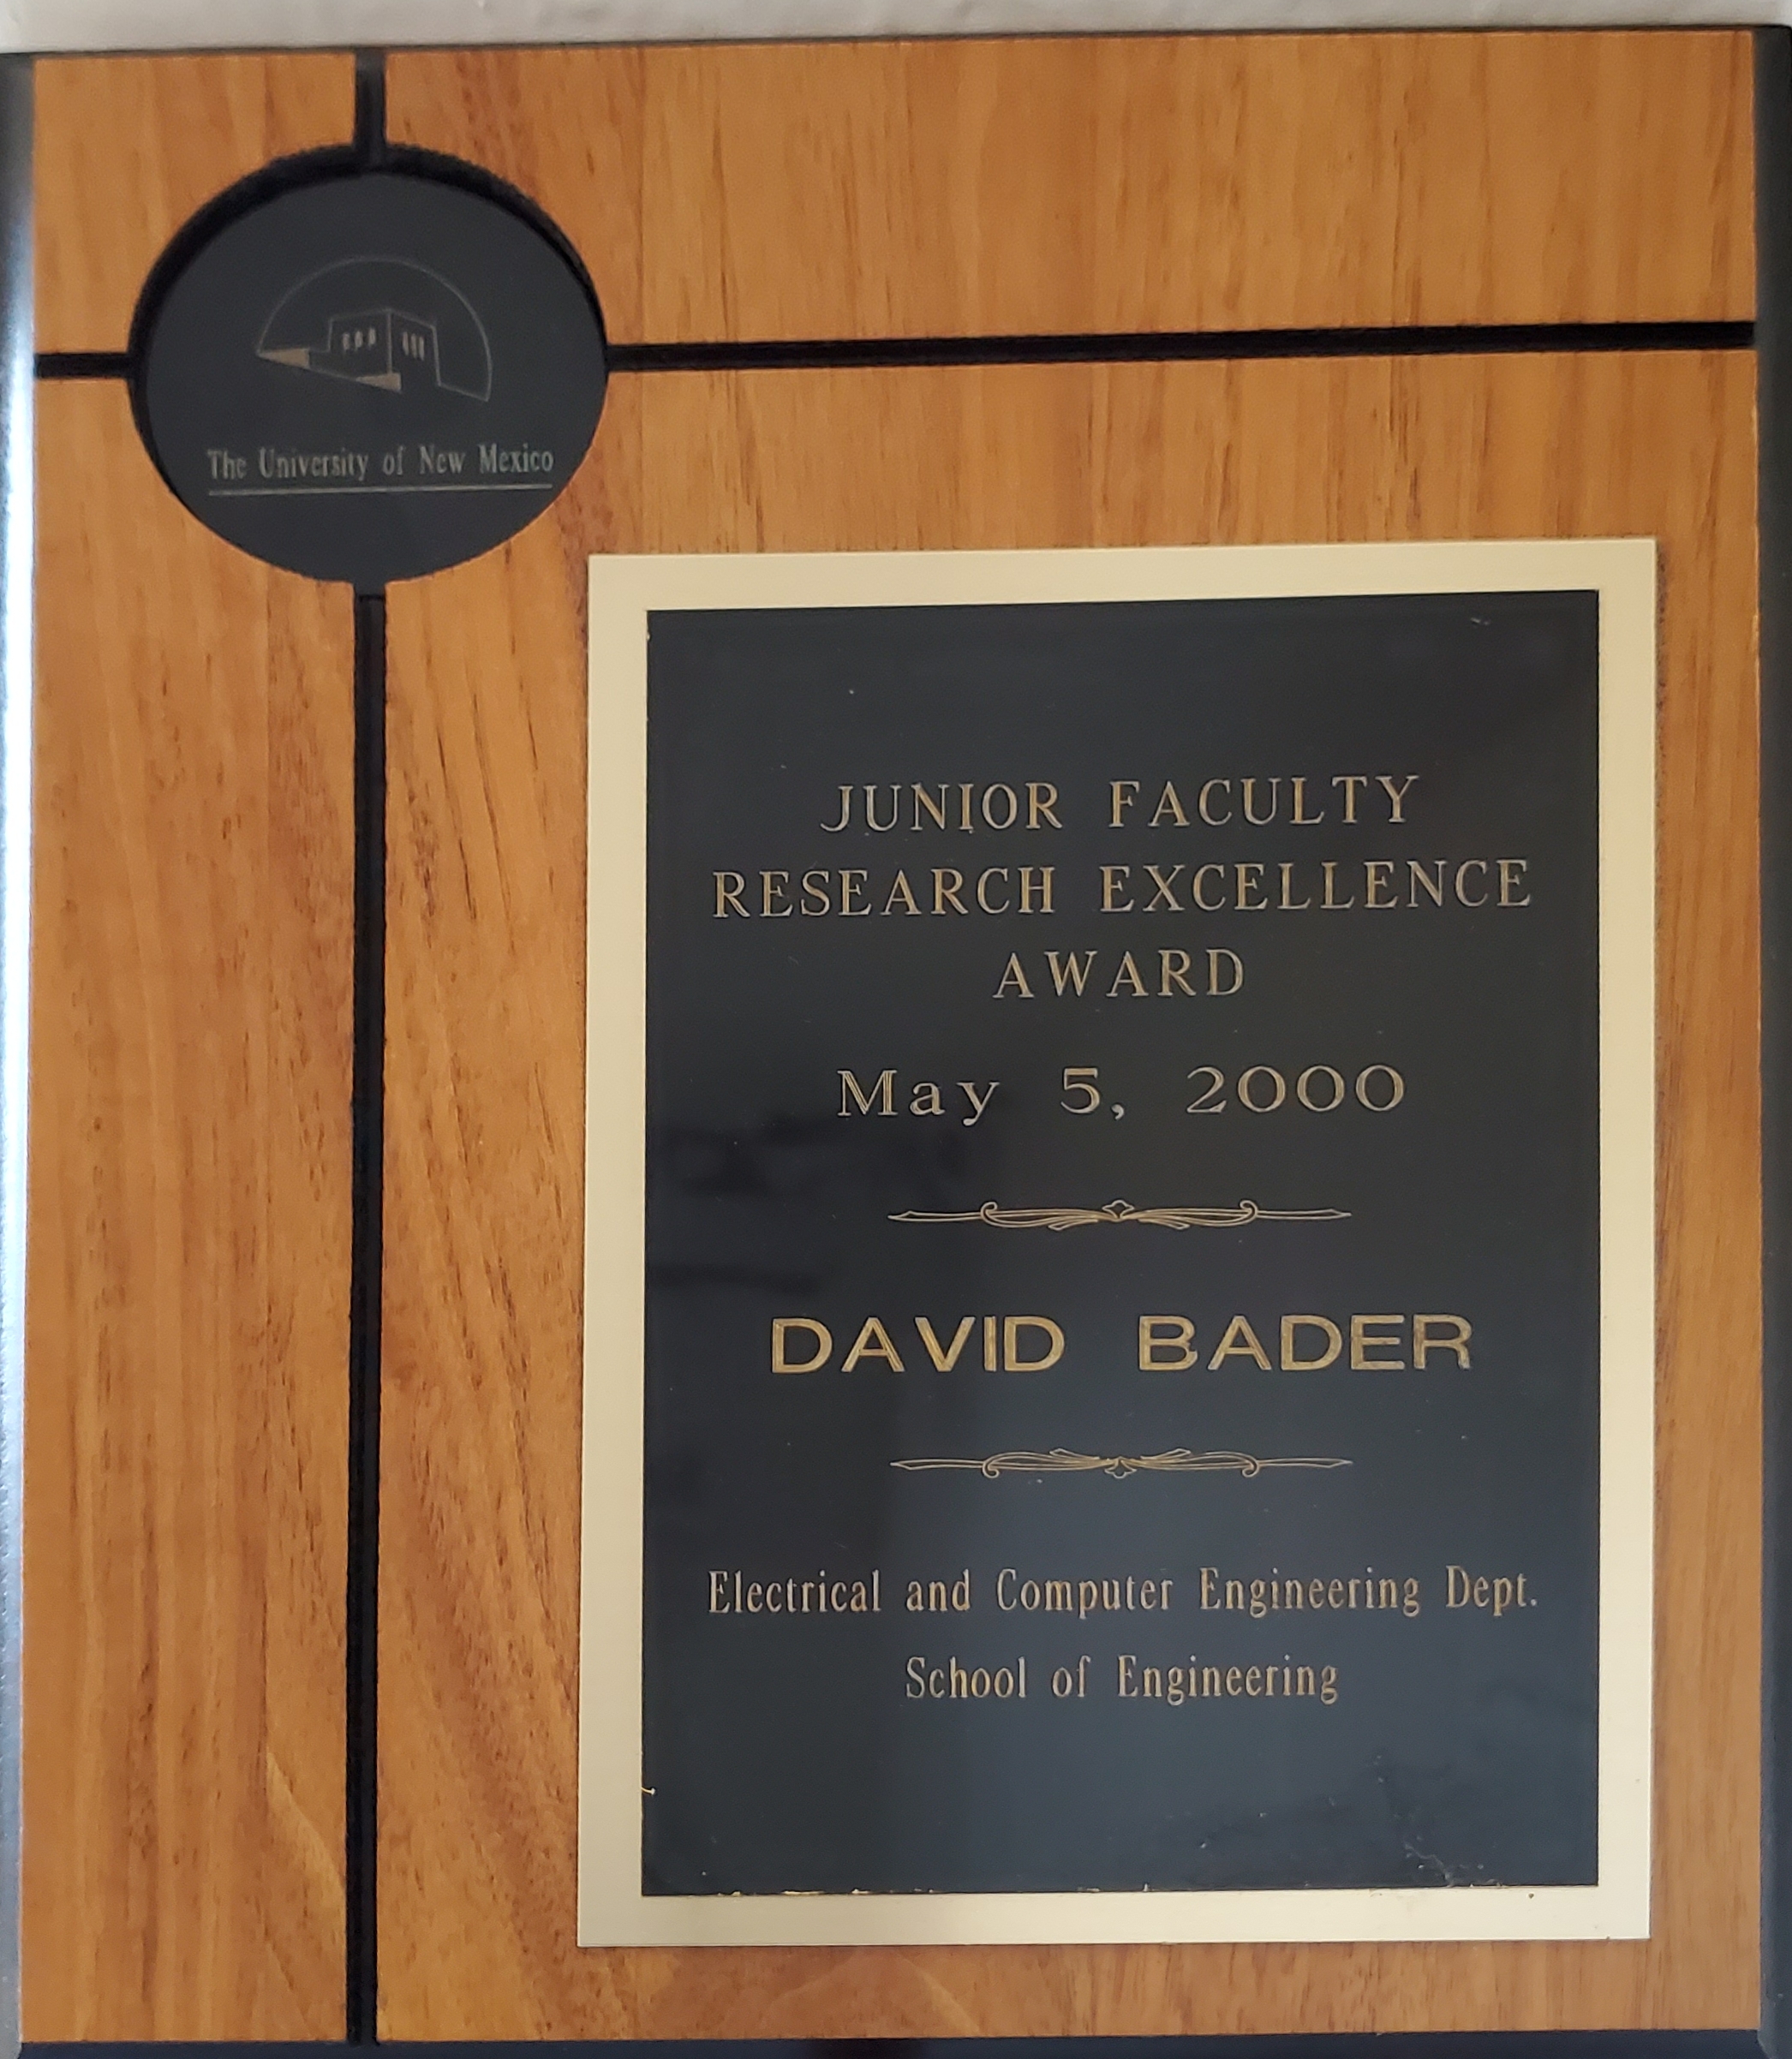 The University of New Mexico
JUNIOR FACULTY
RESEARCH EXCELLENCE
AWARD
May 5, 2000
DAVID BADER
Electrical and Computer Engineering Dept.
School of Engineering